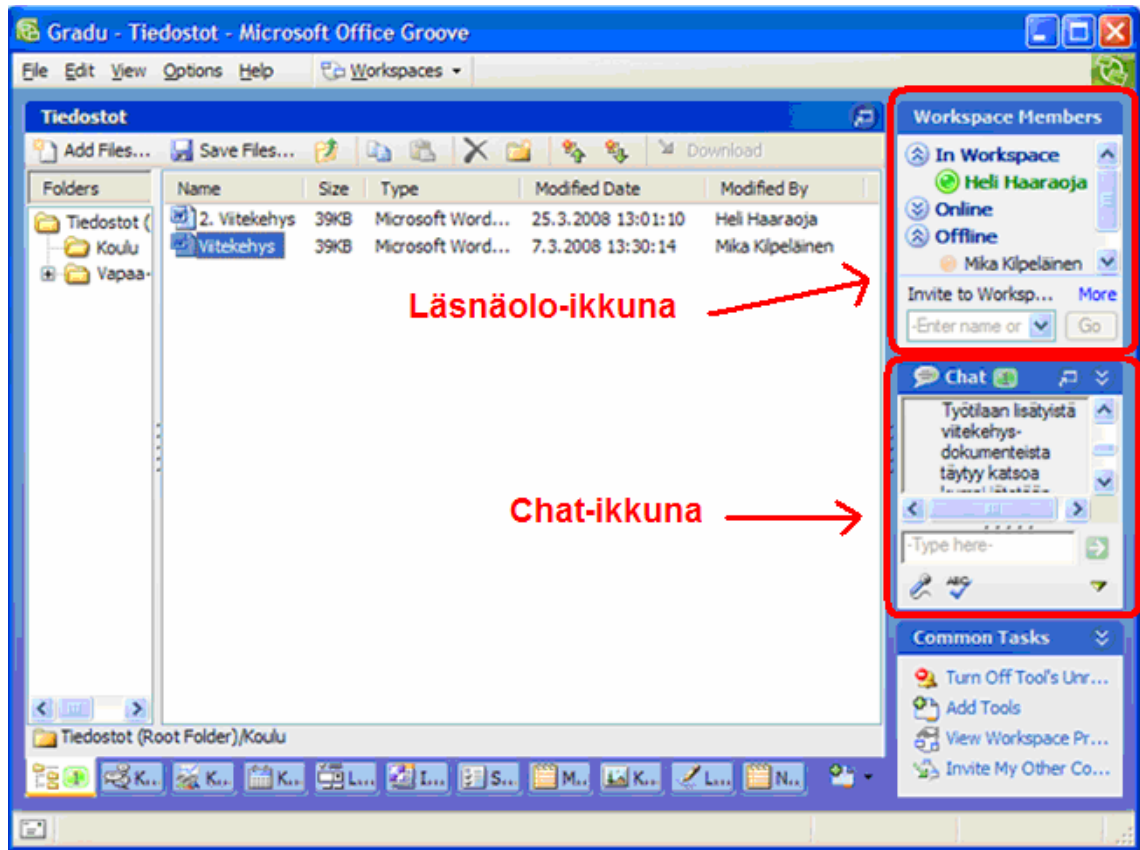 Gradu - Tiedostot - Microsoft Office Groove
File Edit View Options Help Workspaces
Tiedostot
Add Files... Save Files... Download
Folders Name Size Type Modified Date Modified By
Tiedostot (
Koulu
Vapaa-
2. Viitekehys 39KB Microsoft Word... 25.3.2008 13:01:10 Heli Haaraoja
Viitekehys 39KB Microsoft Word... 7.3.2008 13:30:14 Mika Kilpeläinen
Läsnäolo-ikkuna
Chat-ikkuna
Workspace Members
In Workspace
Heli Haaraoja
Online
Offline
Mika Kilpeläinen
Invite to Worksp... More
-Enter name or Go
Chat
Työtilaan lisätyistä
viitekehys-
dokumenteista
täytyy katsoa
-Type here-
ABC
Common Tasks
Turn Off Tool's Unr...
Add Tools
View Workspace Pr...
Invite My Other Co...
Tiedostot (Root Folder)/Koulu
K... K... K... L... I... S... M... K... L... N...